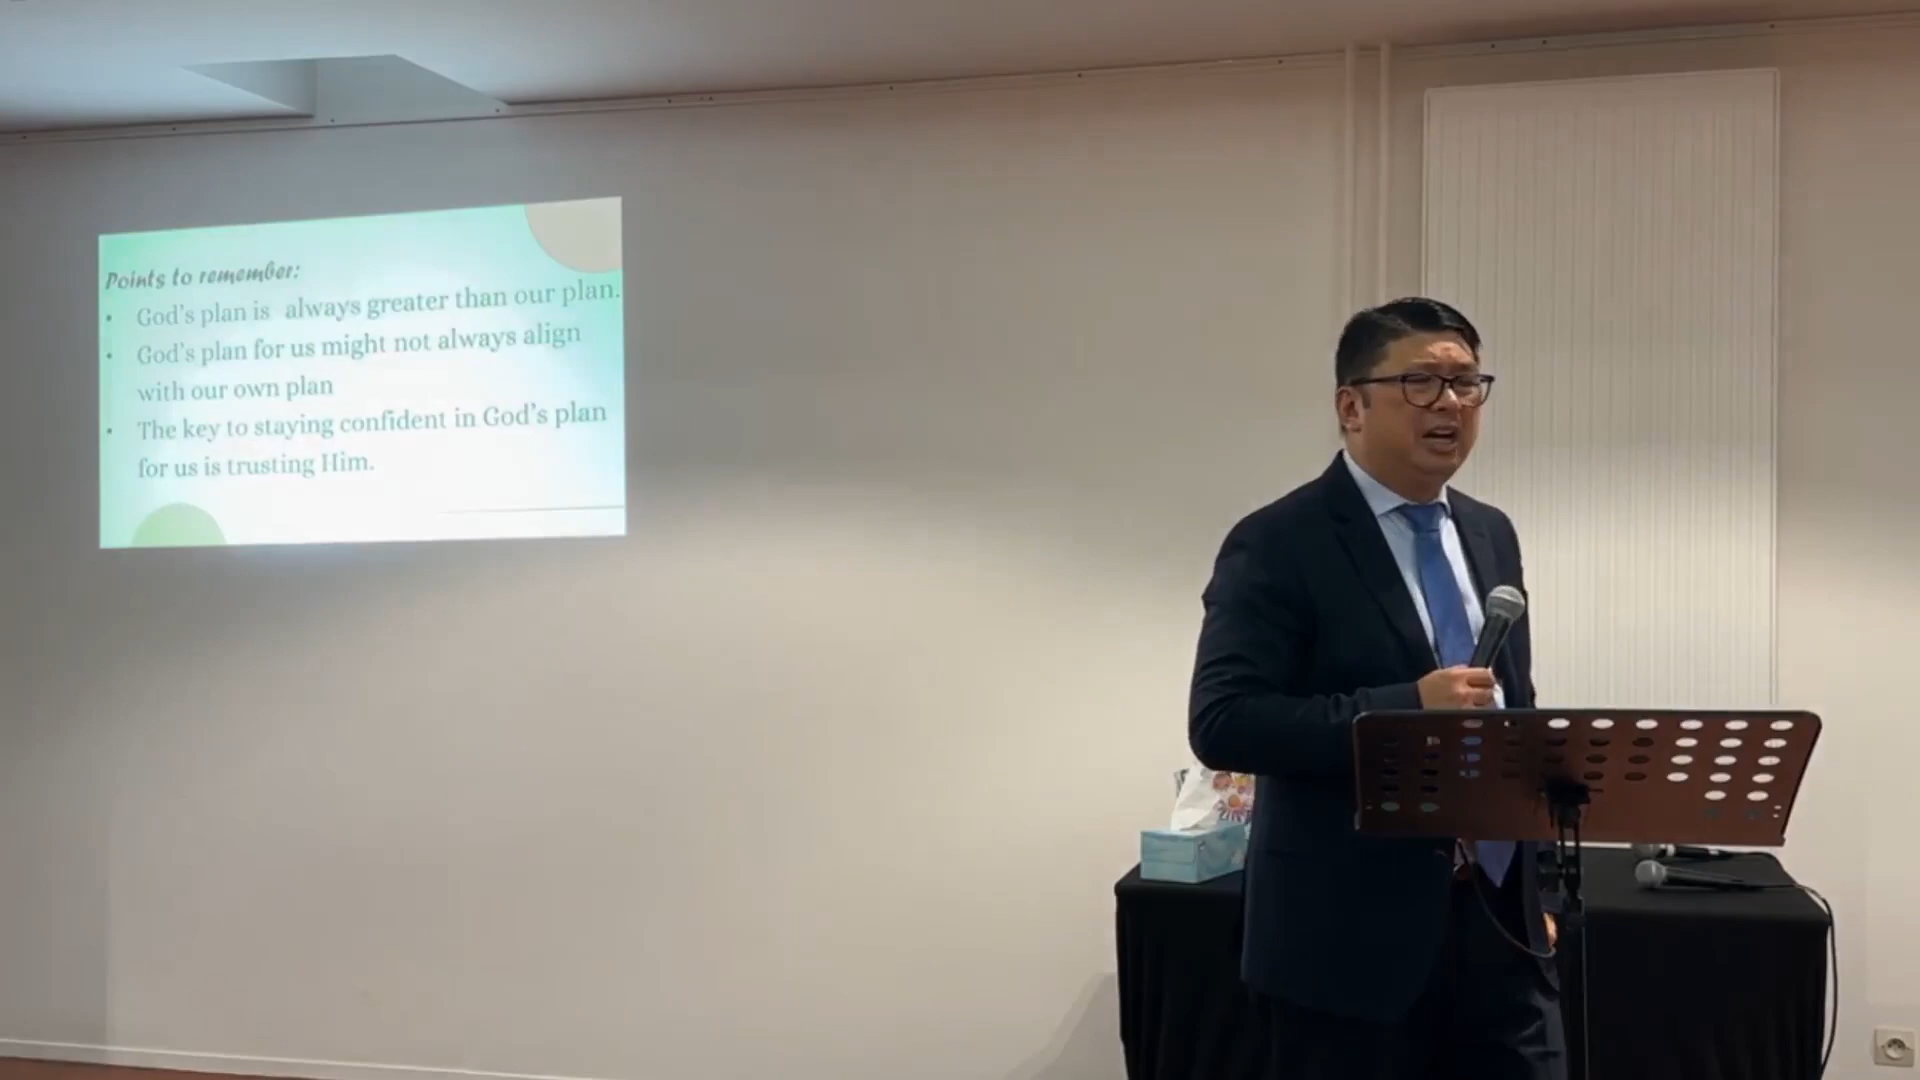 Points to remember:
• God's plan is always greater than our plan.
• God's plan for us might not always align
with our own plan
• The key to staying confident in God's plan
for us is trusting Him.